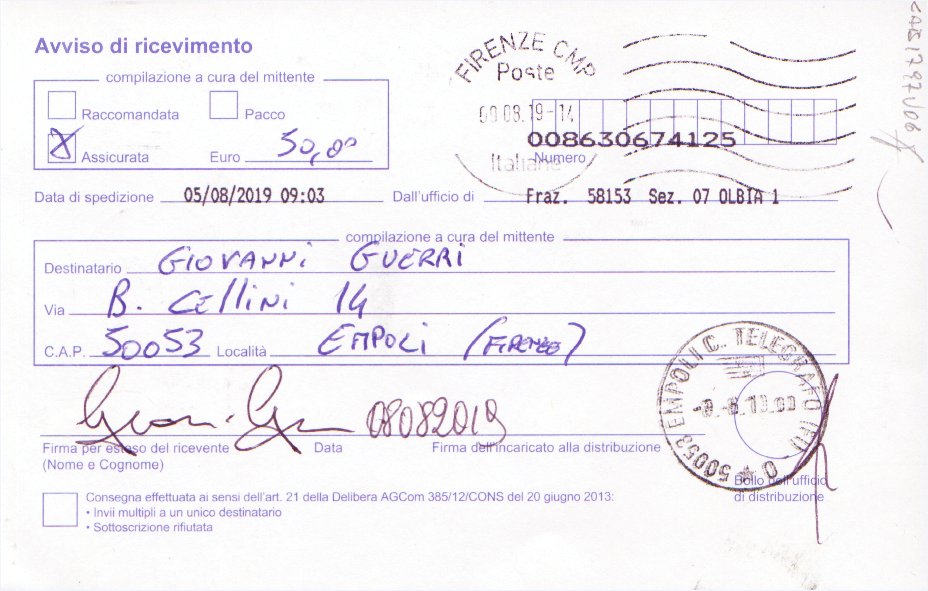 Avviso di ricevimento
compilazione a cura del mittente
Raccomandata Pacco
Assicurata Euro 50,00
FIRENZE CMP
Poste
09.08.19-14
Italiane
008630674125
Numero
Data di spedizione 05/08/2019 09:03 Dall'ufficio di Fraz. 58153 Sez. 07 OLBIA 1
compilazione a cura del mittente
Destinatario GIOVANNI GUERRI
Via B. Cellini 14
C.A.P. 50053 Località EMPOLI (FIRENZE)
08082019
Firma per esteso del ricevente Data Firma dell'incaricato alla distribuzione
(Nome e Cognome)
50053 EMPOLI C. TELEGRAFO (FI)
Bollo dell'ufficio
di distribuzione
Consegna effettuata ai sensi dell'art. 21 della Delibera AGCom 385/12/CONS del 20 giugno 2013:
• Invii multipli a un unico destinatario
• Sottoscrizione rifiutata